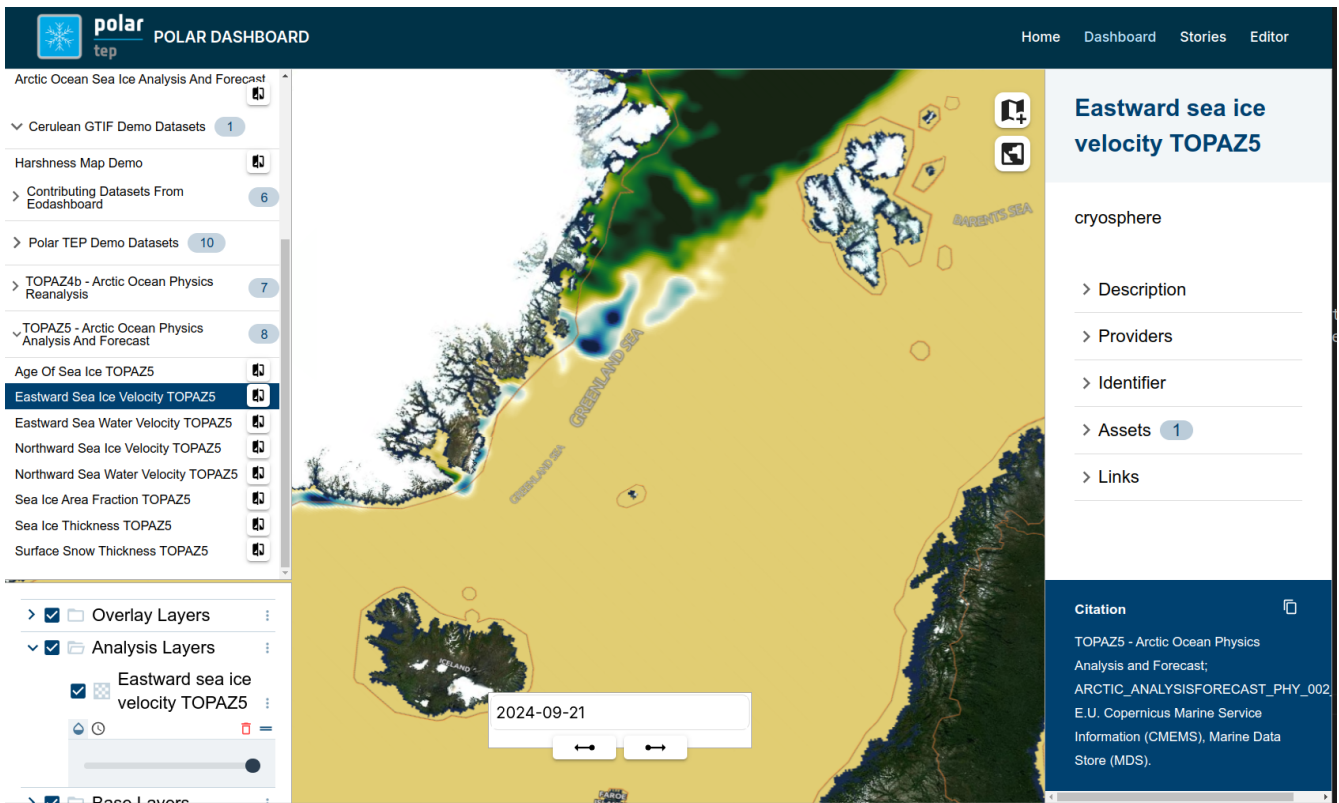 polar
tep
POLAR DASHBOARD
Home
Dashboard
Stories
Editor
Arctic Ocean Sea Ice Analysis And Forecast
Cerulean GTIF Demo Datasets 1
Harshness Map Demo
Contributing Datasets From
Eodashboard
6
Polar TEP Demo Datasets 10
TOPAZ4b - Arctic Ocean Physics
Reanalysis
7
TOPAZ5 - Arctic Ocean Physics
Analysis And Forecast
8
Age Of Sea Ice TOPAZ5
Eastward Sea Ice Velocity TOPAZ5
Eastward Sea Water Velocity TOPAZ5
Northward Sea Ice Velocity TOPAZ5
Northward Sea Water Velocity TOPAZ5
Sea Ice Area Fraction TOPAZ5
Sea Ice Thickness TOPAZ5
Surface Snow Thickness TOPAZ5
Overlay Layers
Analysis Layers
Eastward sea ice
velocity TOPAZ5
Base Layers
BARENTS SEA
GREENLAND SEA
GREENLAND SEA
ICELAND
FAROE
2024-09-21
Eastward sea ice
velocity TOPAZ5
cryosphere
Description
Providers
Identifier
Assets 1
Links
Citation
TOPAZ5 - Arctic Ocean Physics
Analysis and Forecast;
ARCTIC_ANALYSISFORECAST_PHY_002_
E.U. Copernicus Marine Service
Information (CMEMS), Marine Data
Store (MDS).